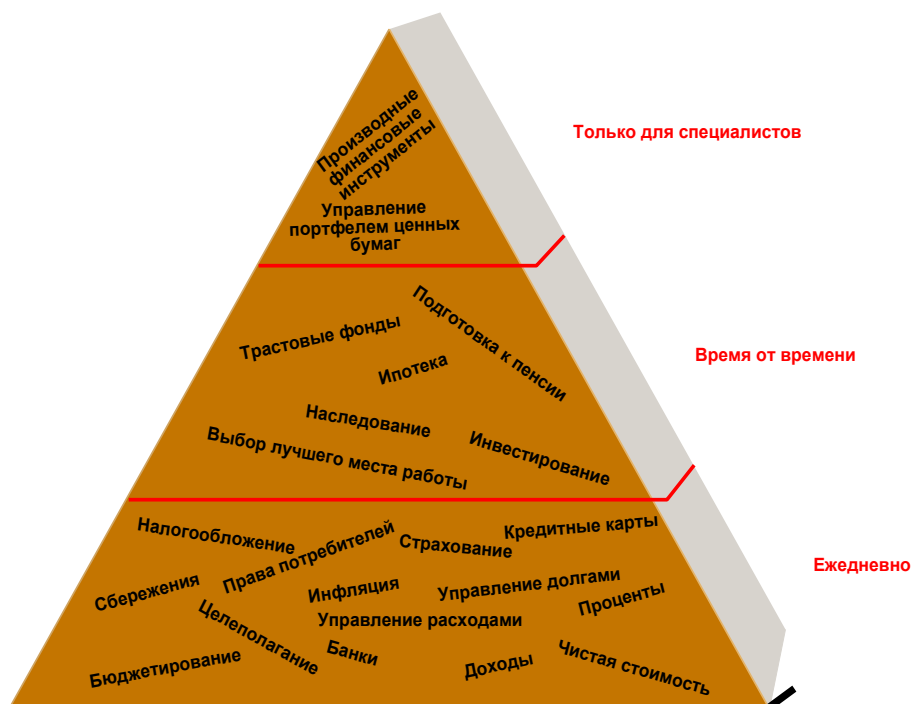 Производные
финансовые
инструменты
Только для специалистов
Управление
портфелем ценных
бумаг
Подготовка к пенсии
Трастовые фонды
Время от времени
Ипотека
Наследование
Выбор лучшего места работы
Инвестирование
Налогообложение
Права потребителей
Страхование
Кредитные карты
Ежедневно
Сбережения
Инфляция
Управление долгами
Проценты
Целеполагание
Управление расходами
Бюджетирование
Банки
Доходы
Чистая стоимость